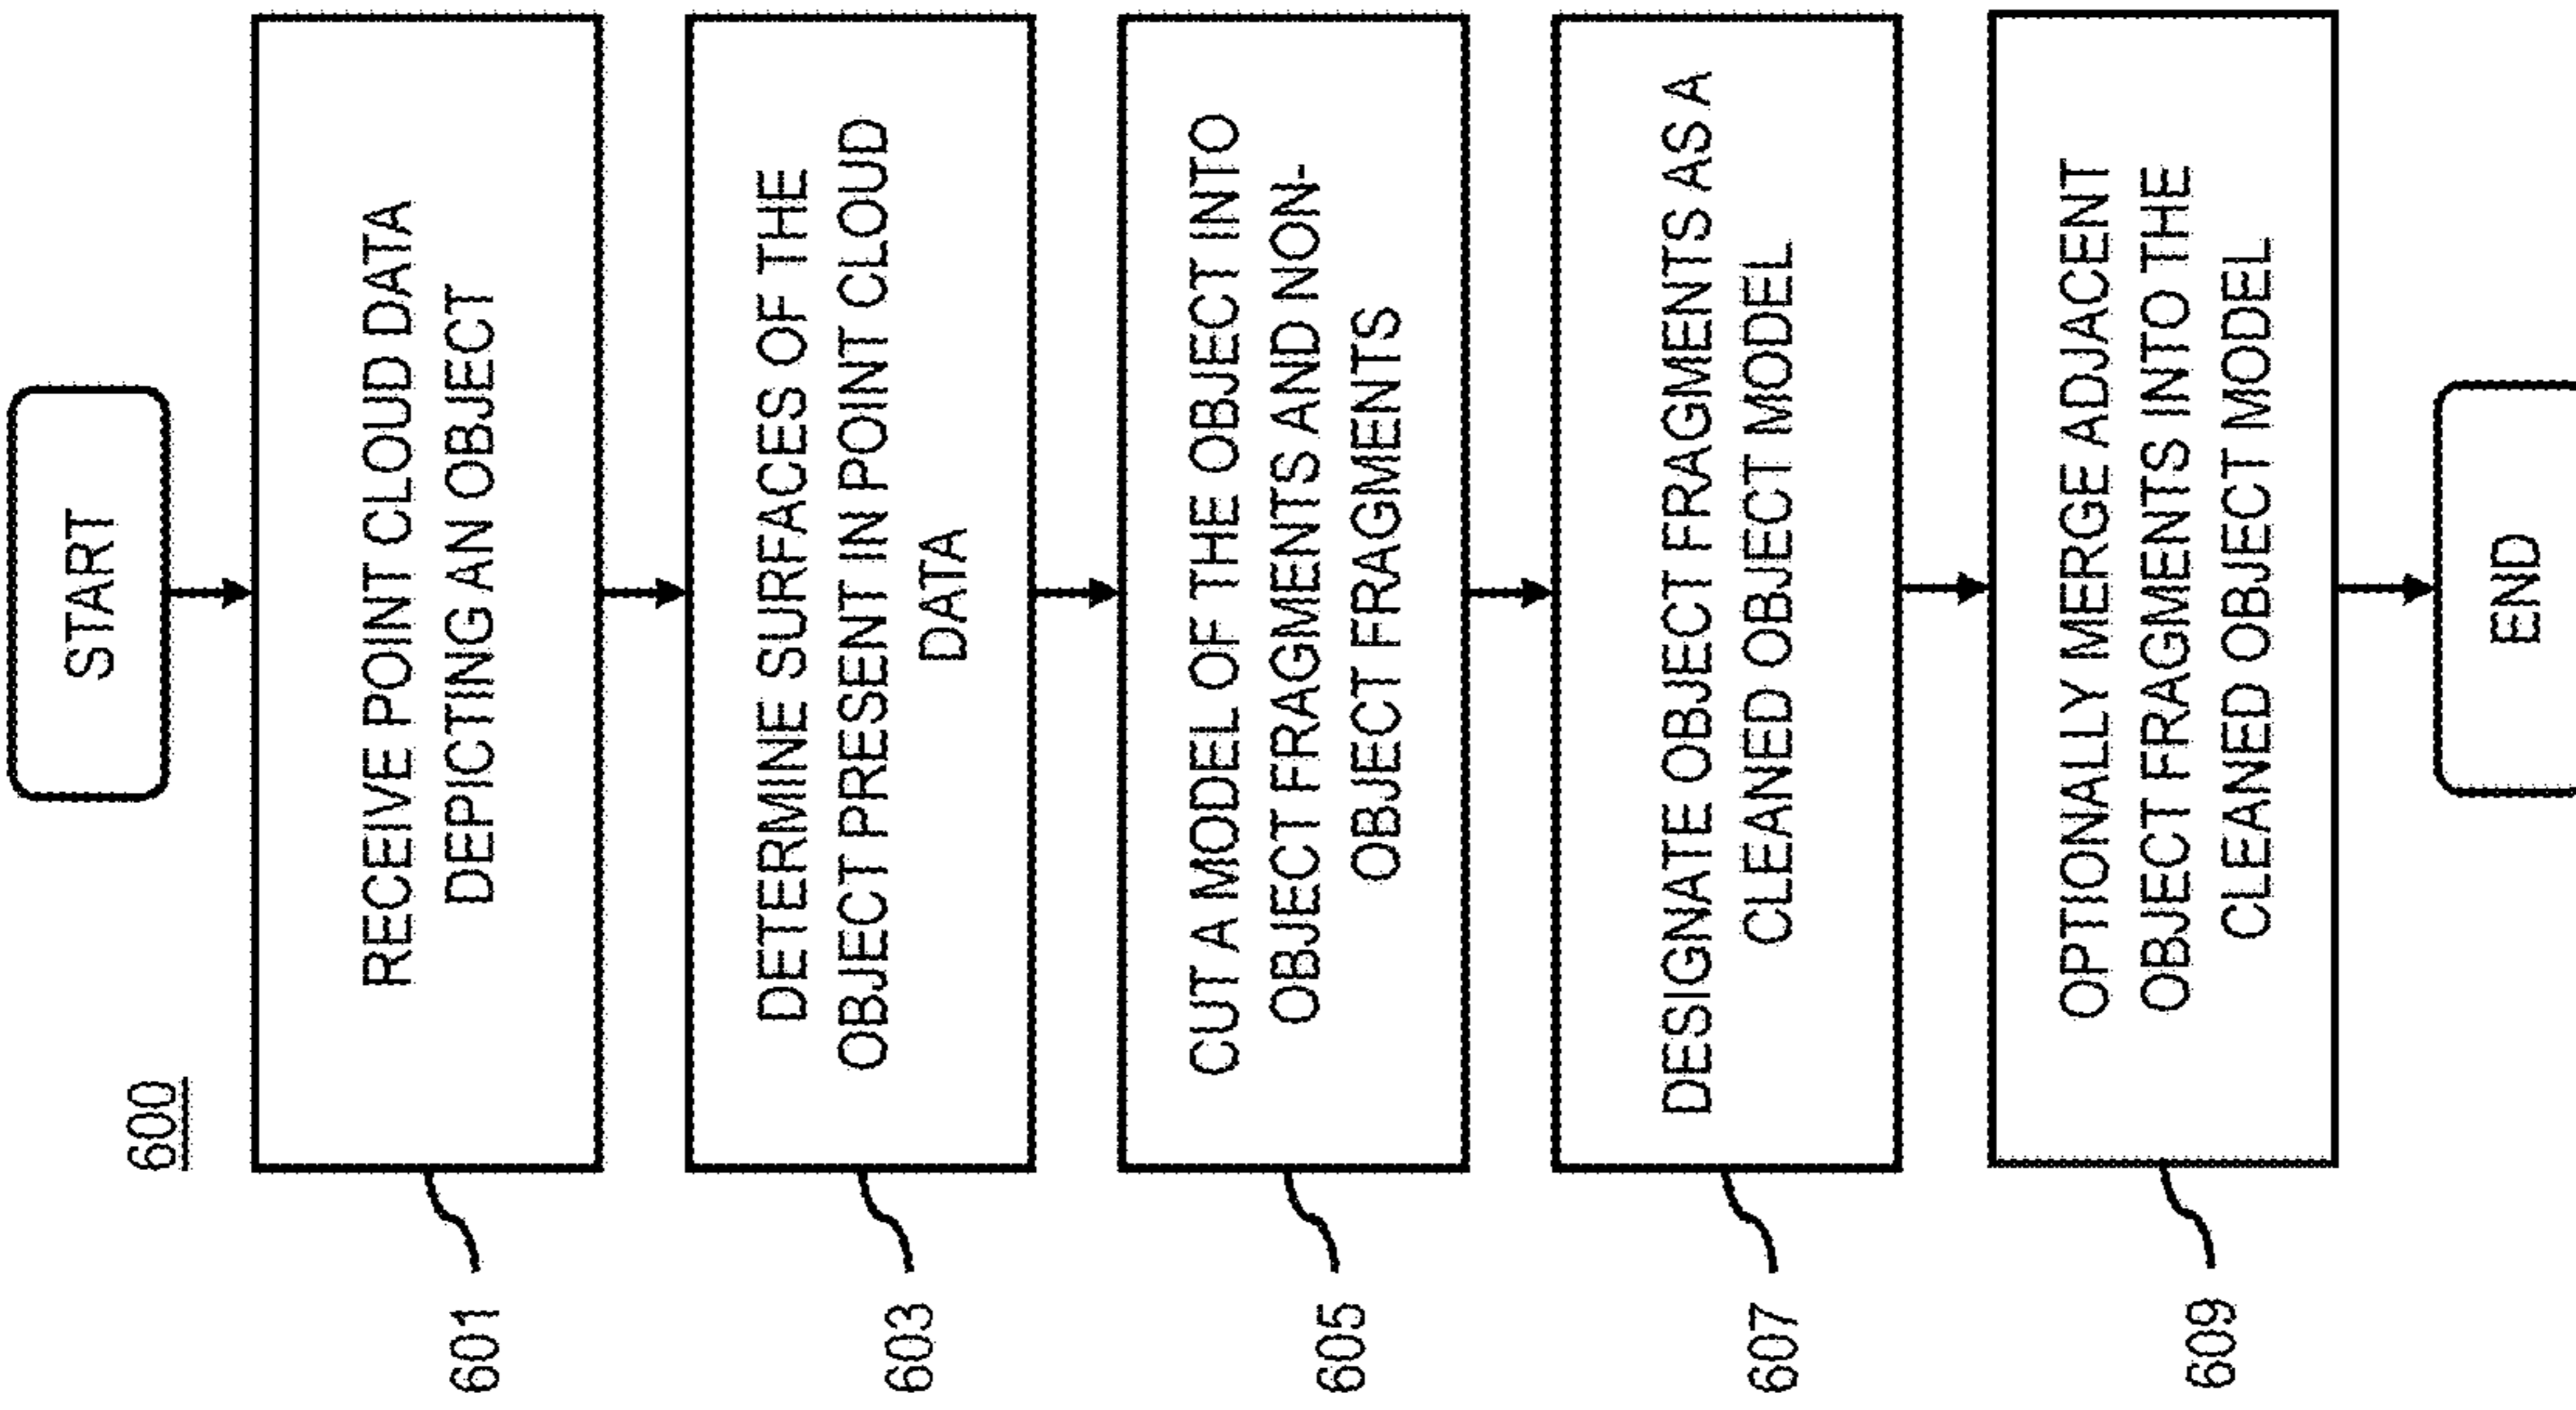 600
START
601
RECEIVE POINT CLOUD DATA
DEPICTING AN OBJECT
603
DETERMINE SURFACES OF THE
OBJECT PRESENT IN POINT CLOUD
DATA
605
CUT A MODEL OF THE OBJECT INTO
OBJECT FRAGMENTS AND NON-
OBJECT FRAGMENTS
607
DESIGNATE OBJECT FRAGMENTS AS A
CLEANED OBJECT MODEL
609
OPTIONALLY MERGE ADJACENT
OBJECT FRAGMENTS INTO THE
CLEANED OBJECT MODEL
END